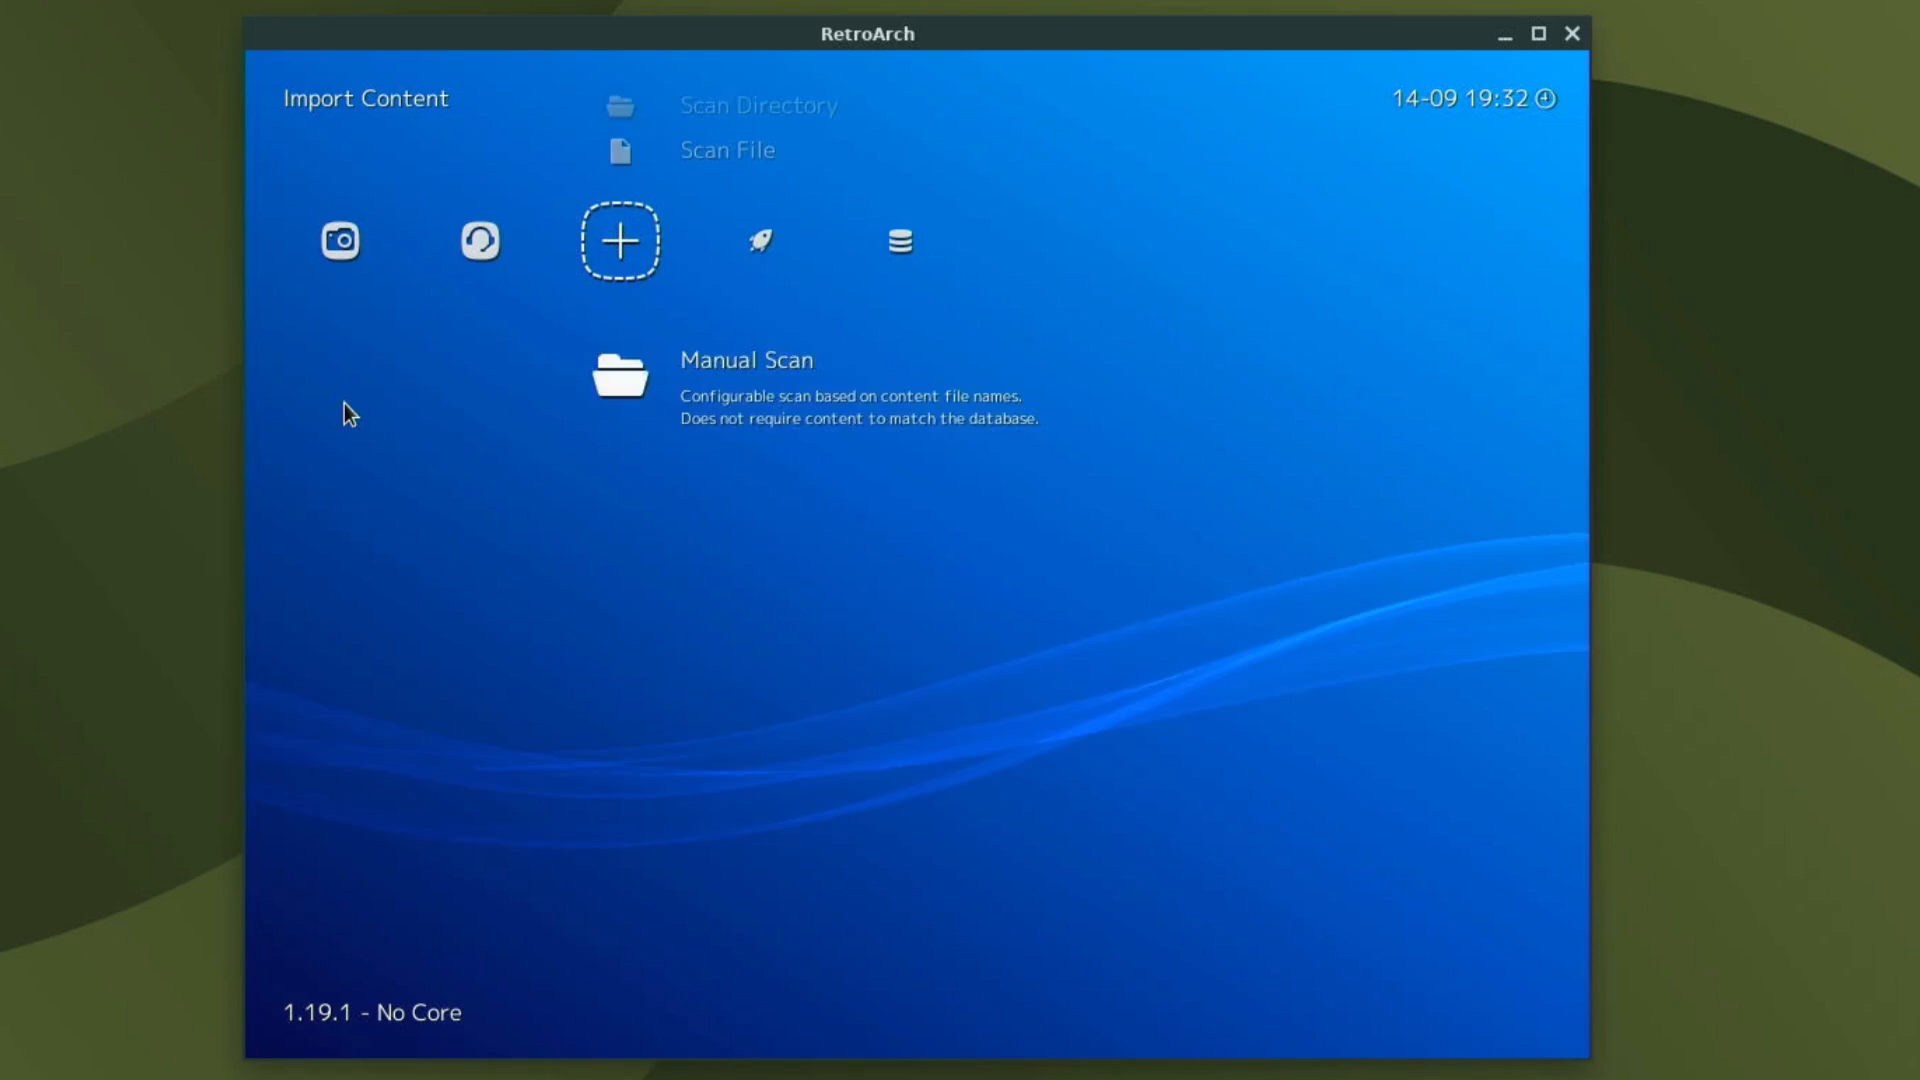 RetroArch
Import Content
14-09 19:32
Scan Directory
Scan File
Manual Scan
Configurable scan based on content file names.
Does not require content to match the database.
1.19.1 - No Core